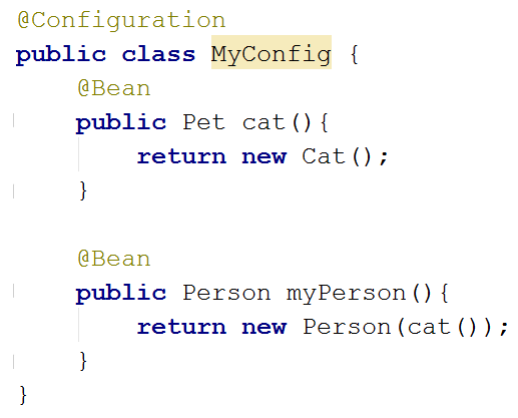 @Configuration
public class MyConfig {
    @Bean
    public Pet cat(){
        return new Cat();
    }

    @Bean
    public Person myPerson(){
        return new Person(cat());
    }
}